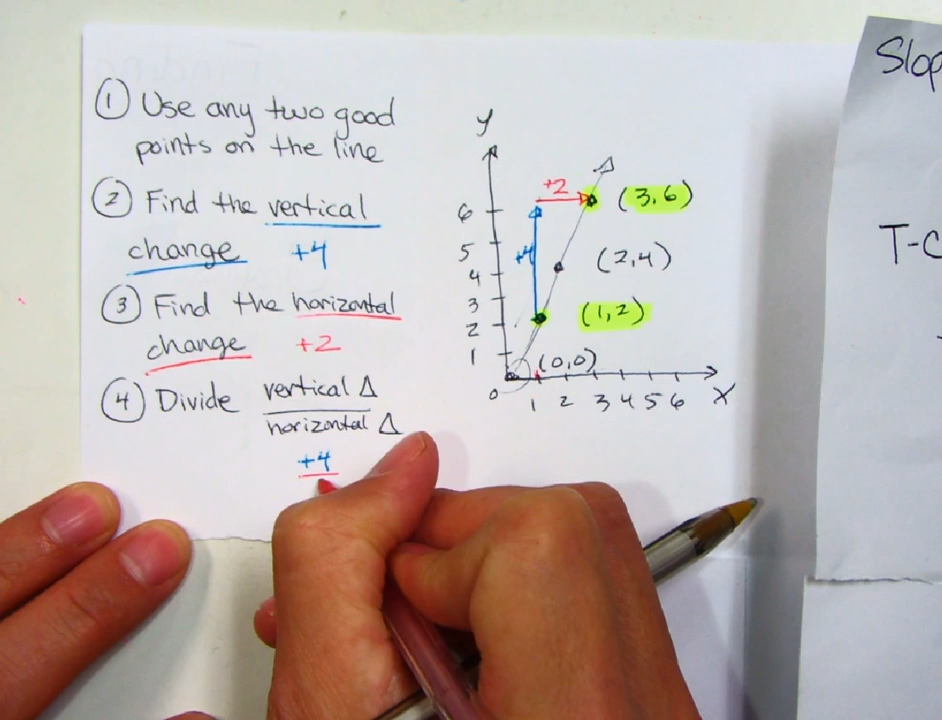 ① Use any two good
points on the line
② Find the vertical
change +4
③ Find the horizontal
change +2
④ Divide vertical Δ
horizontal Δ
+4
y
6
5
4
3
2
1
0
1 2 3 4 5 6 X
+2
+4
(3,6)
(2,4)
(1,2)
(0,0)
Slop
T-C